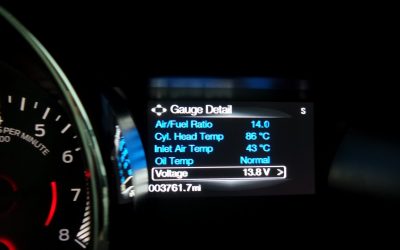 Gauge Detail
S
Air/Fuel Ratio 14.0
Cyl. Head Temp 86 °C
Inlet Air Temp 43 °C
Oil Temp Normal
Voltage 13.8 V >
003761.7mi
5
PER MINUTE
00
6
7
8